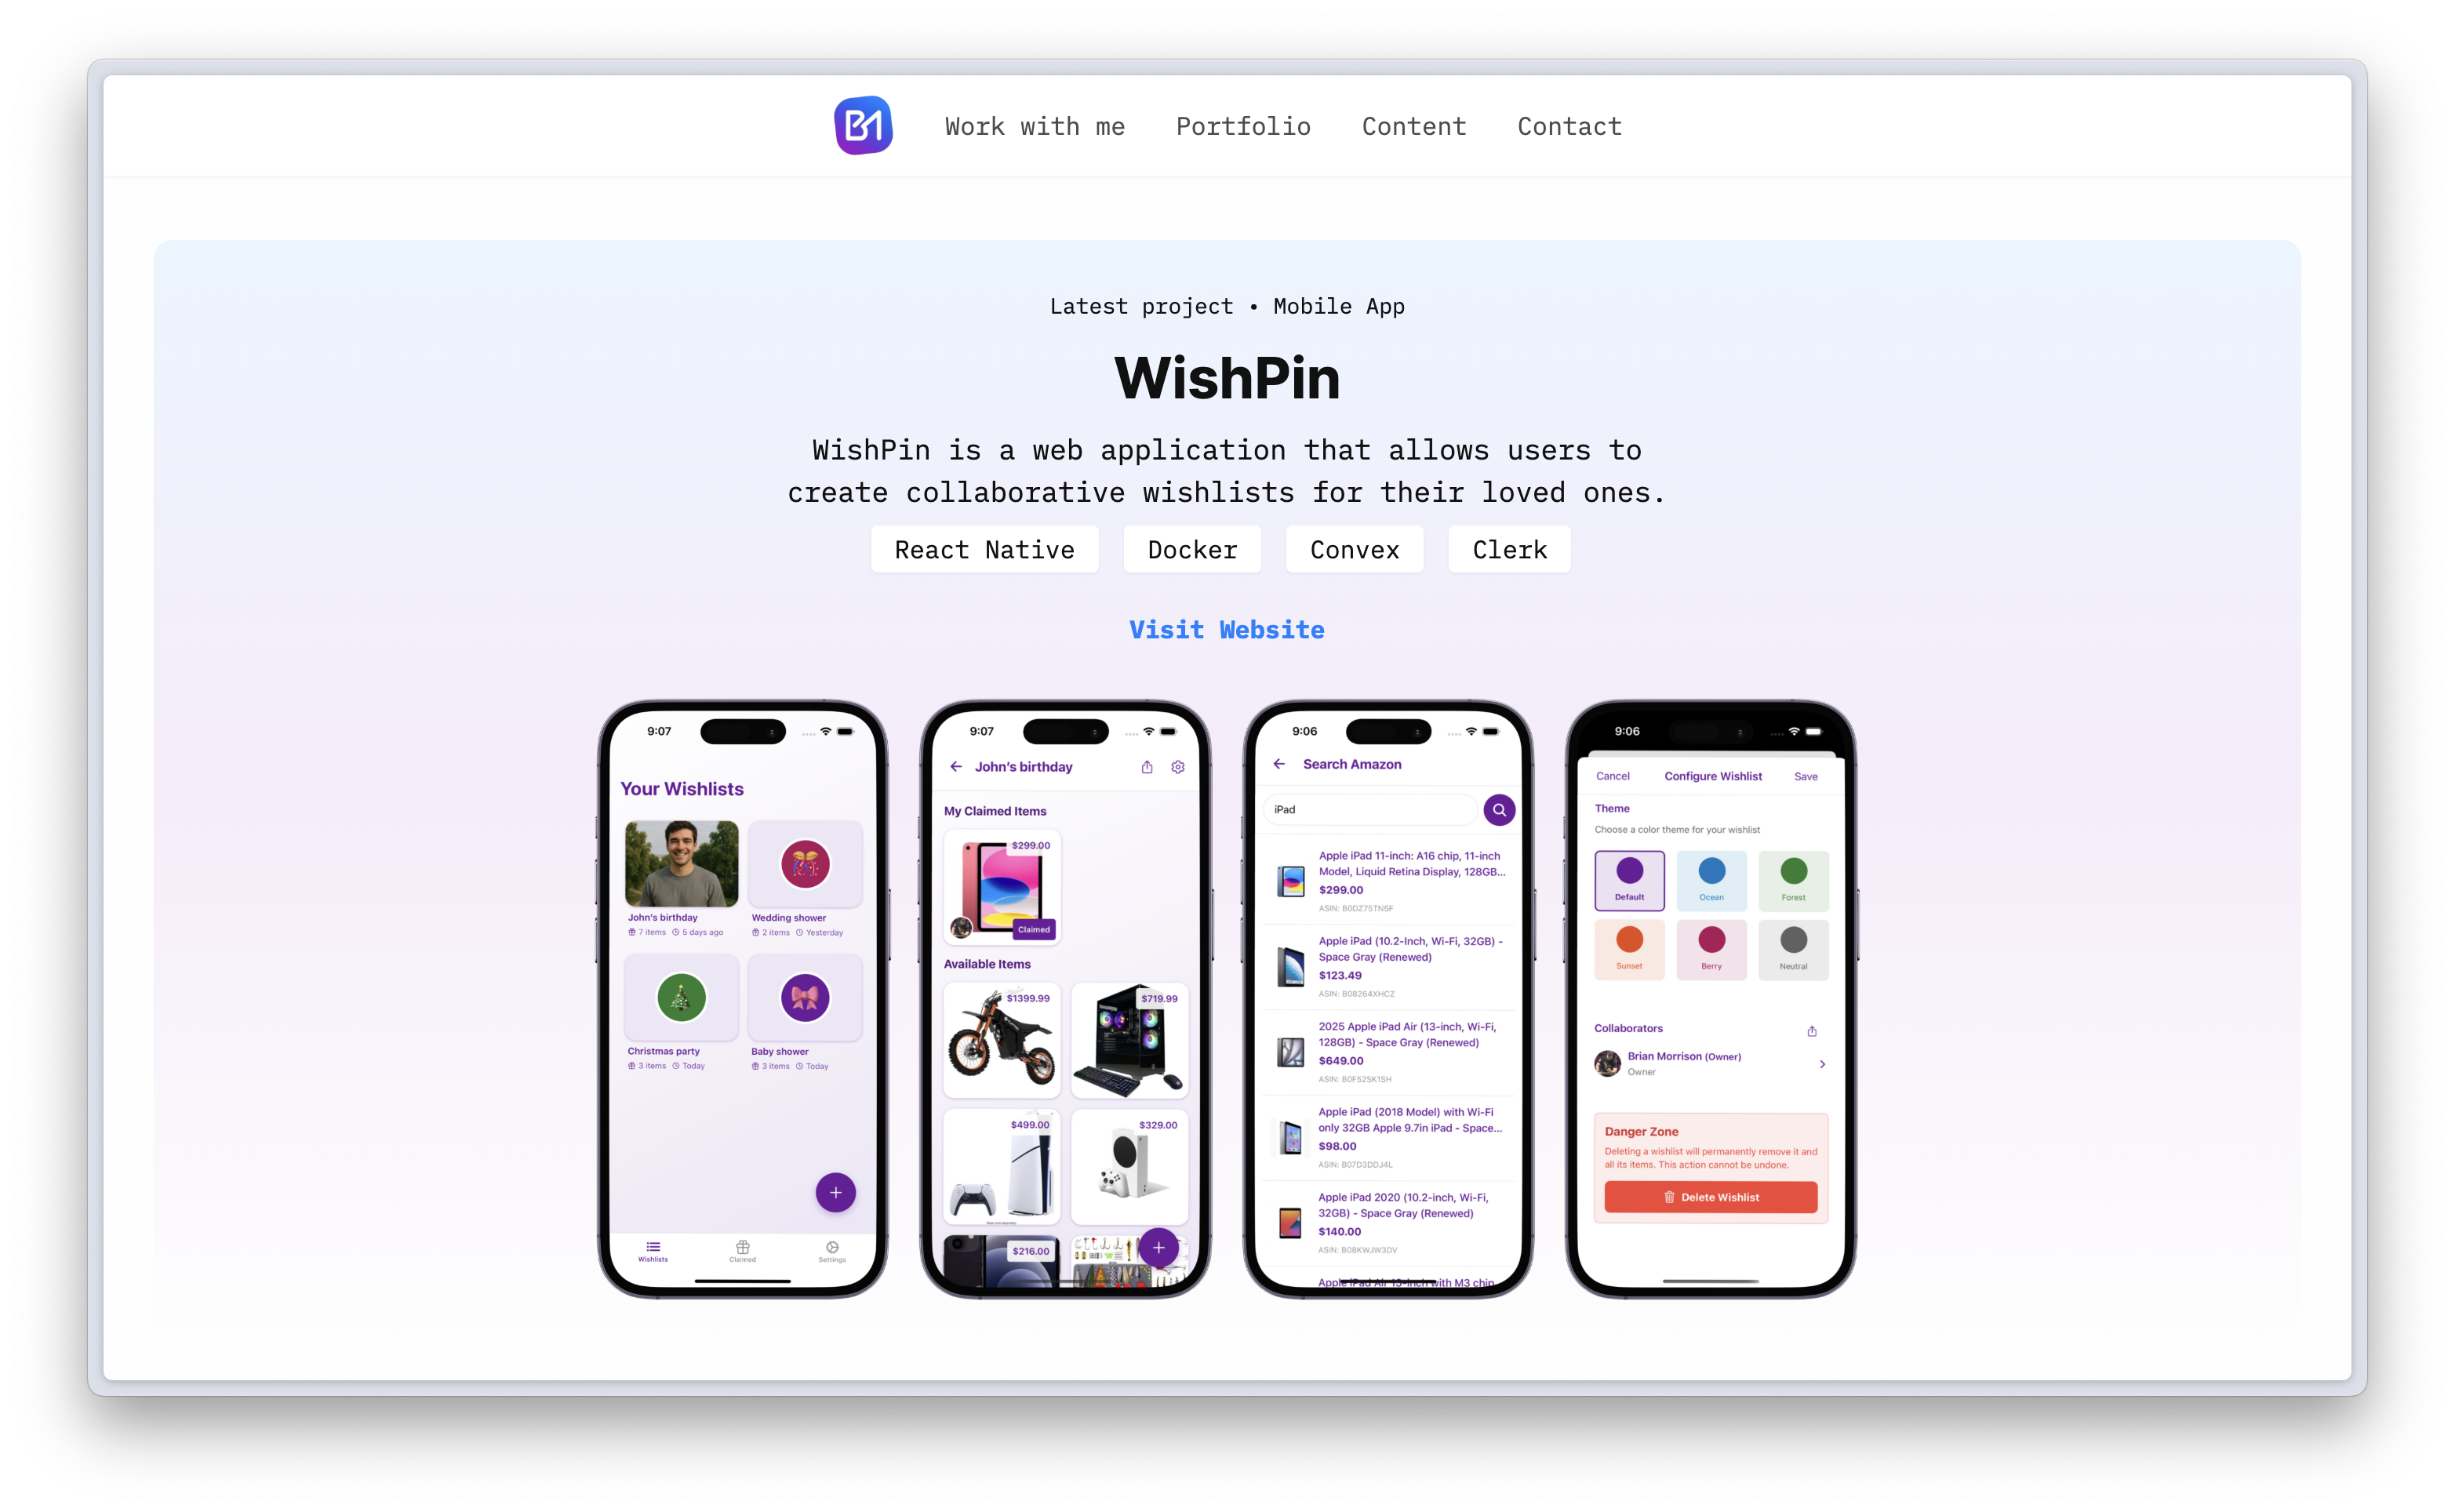 Work with me
Portfolio
Content
Contact
Latest project • Mobile App
WishPin
WishPin is a web application that allows users to
create collaborative wishlists for their loved ones.
React Native
Docker
Convex
Clerk
Visit Website
9:07
Your Wishlists
John's birthday
7 items 5 days ago
Wedding shower
2 items Yesterday
Christmas party
3 items Today
Baby shower
3 items Today
+
Wishlists
Claimed
Settings
9:07
John's birthday
My Claimed Items
$299.00
Claimed
Available Items
$1399.99
$719.99
$499.00
$329.00
$216.00
+
9:06
Search Amazon
iPad
Apple iPad 11-inch: A16 chip, 11-inch
Model, Liquid Retina Display, 128GB...
$299.00
ASIN: B0DZ75TN5F
Apple iPad (10.2-Inch, Wi-Fi, 32GB) -
Space Gray (Renewed)
$123.49
ASIN: B08264XHCZ
2025 Apple iPad Air (13-inch, Wi-Fi,
128GB) - Space Gray (Renewed)
$649.00
ASIN: B0F52SK1SH
Apple iPad (2018 Model) with Wi-Fi
only 32GB Apple 9.7in iPad - Space...
$98.00
ASIN: B07D3DDJ4L
Apple iPad 2020 (10.2-inch, Wi-Fi,
32GB) - Space Gray (Renewed)
$140.00
ASIN: B08KWJW3DV
Apple iPad Air 13-inch with M3 chip
9:06
Cancel
Configure Wishlist
Save
Theme
Choose a color theme for your wishlist
Default
Ocean
Forest
Sunset
Berry
Neutral
Collaborators
Brian Morrison (Owner)
Owner
Danger Zone
Deleting a wishlist will permanently remove it and
all its items. This action cannot be undone.
Delete Wishlist